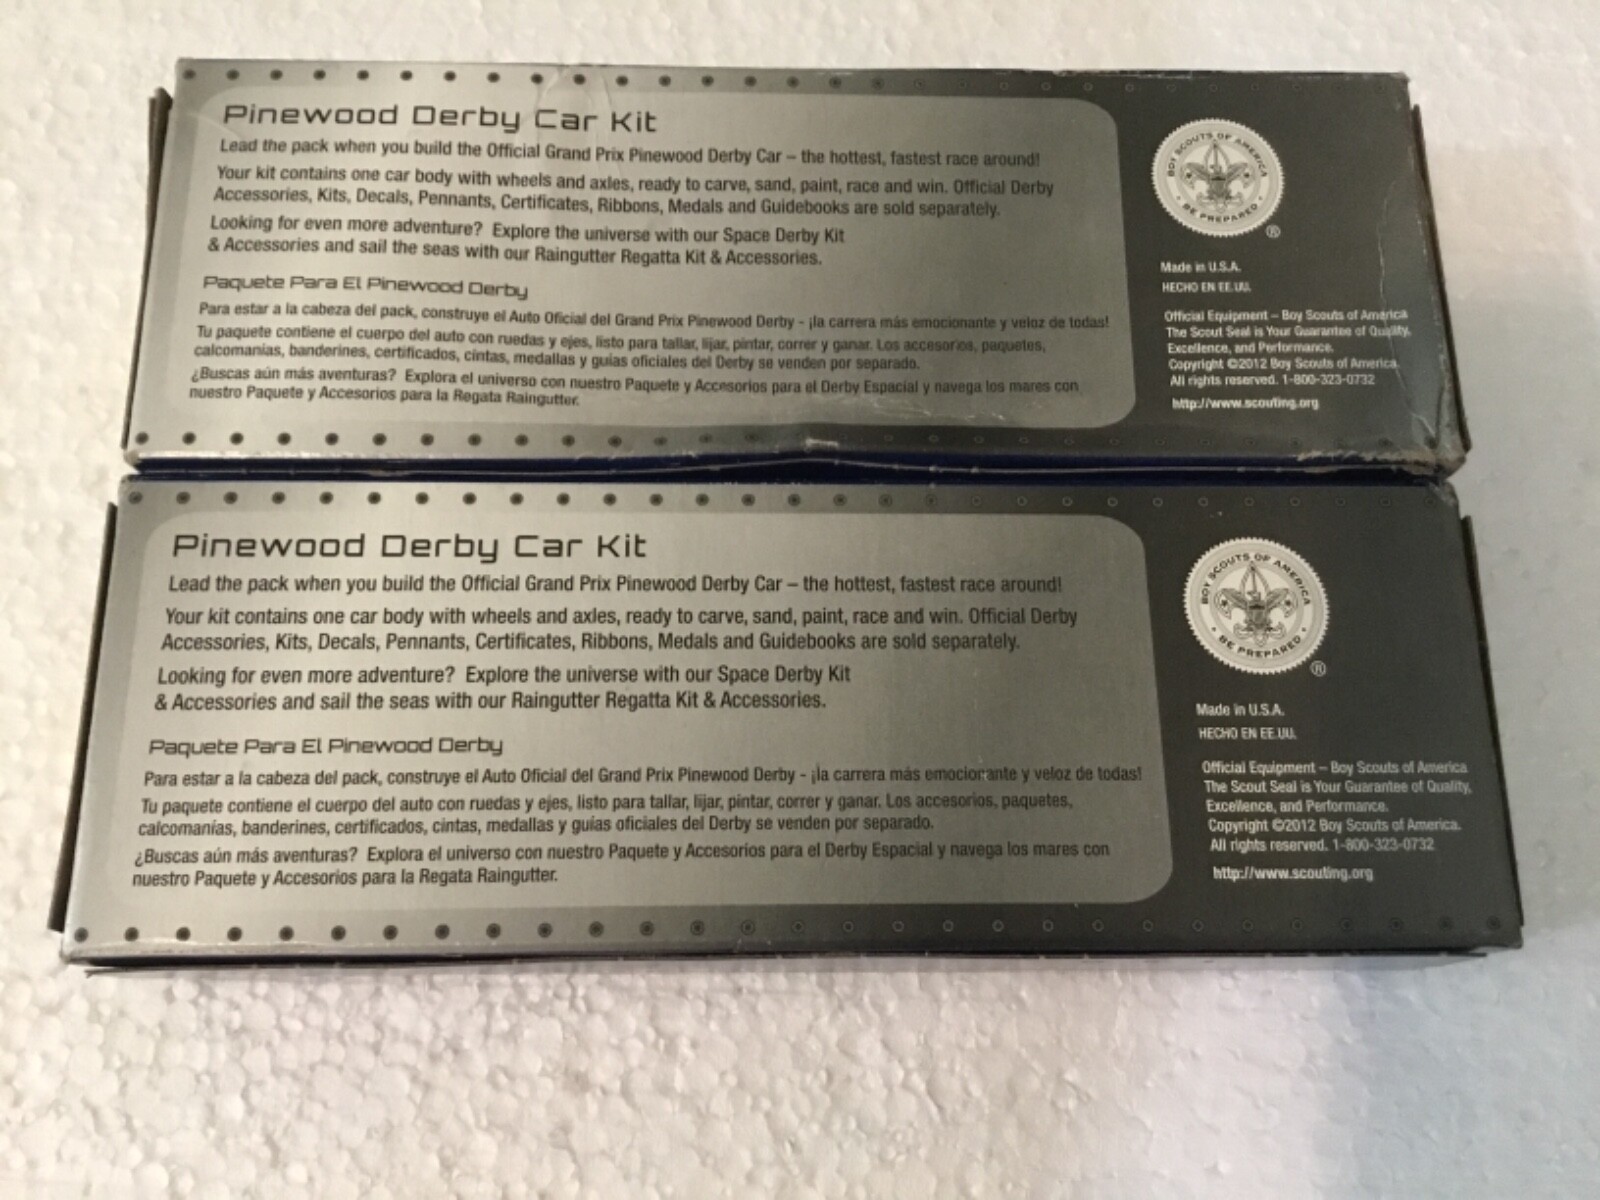 Pinewood Derby Car Kit
Lead the pack when you build the Official Grand Prix Pinewood Derby Car – the hottest, fastest race around!
Your kit contains one car body with wheels and axles, ready to carve, sand, paint, race and win. Official Derby
Accessories, Kits, Decals, Pennants, Certificates, Ribbons, Medals and Guidebooks are sold separately.
Looking for even more adventure? Explore the universe with our Space Derby Kit
& Accessories and sail the seas with our Raingutter Regatta Kit & Accessories.
Paquete Para El Pinewood Derby
Para estar a la cabeza del pack, construye el Auto Oficial del Grand Prix Pinewood Derby - ¡la carrera más emocionante y veloz de todas!
Tu paquete contiene el cuerpo del auto con ruedas y ejes, listo para tallar, lijar, pintar, correr y ganar. Los accesorios, paquetes,
calcomanías, banderines, certificados, cintas, medallas y guías oficiales del Derby se venden por separado.
¿Buscas aún más aventuras? Explora el universo con nuestro Paquete y Accesorios para el Derby Espacial y navega los mares con
nuestro Paquete y Accesorios para la Regata Raingutter.
BOY SCOUTS OF AMERICA
BE PREPARED
®
Made in U.S.A.
HECHO EN EE.UU.
Official Equipment – Boy Scouts of America
The Scout Seal is Your Guarantee of Quality,
Excellence, and Performance.
Copyright ©2012 Boy Scouts of America.
All rights reserved. 1-800-323-0732
http://www.scouting.org
Pinewood Derby Car Kit
Lead the pack when you build the Official Grand Prix Pinewood Derby Car – the hottest, fastest race around!
Your kit contains one car body with wheels and axles, ready to carve, sand, paint, race and win. Official Derby
Accessories, Kits, Decals, Pennants, Certificates, Ribbons, Medals and Guidebooks are sold separately.
Looking for even more adventure? Explore the universe with our Space Derby Kit
& Accessories and sail the seas with our Raingutter Regatta Kit & Accessories.
Paquete Para El Pinewood Derby
Para estar a la cabeza del pack, construye el Auto Oficial del Grand Prix Pinewood Derby - ¡la carrera más emocionante y veloz de todas!
Tu paquete contiene el cuerpo del auto con ruedas y ejes, listo para tallar, lijar, pintar, correr y ganar. Los accesorios, paquetes,
calcomanías, banderines, certificados, cintas, medallas y guías oficiales del Derby se venden por separado.
¿Buscas aún más aventuras? Explora el universo con nuestro Paquete y Accesorios para el Derby Espacial y navega los mares con
nuestro Paquete y Accesorios para la Regata Raingutter.
BOY SCOUTS OF AMERICA
BE PREPARED
®
Made in U.S.A.
HECHO EN EE.UU.
Official Equipment – Boy Scouts of America
The Scout Seal is Your Guarantee of Quality,
Excellence, and Performance.
Copyright ©2012 Boy Scouts of America.
All rights reserved. 1-800-323-0732
http://www.scouting.org